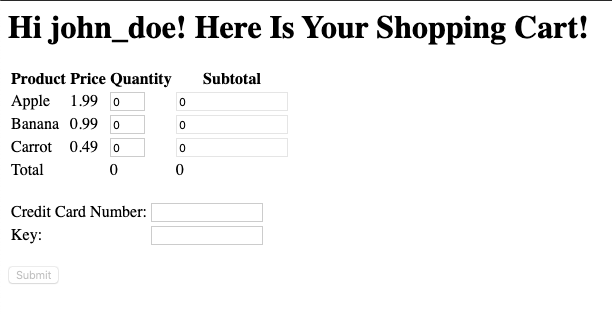 Hi john_doe! Here Is Your Shopping Cart!
Product Price Quantity Subtotal
Apple 1.99 0 0
Banana 0.99 0 0
Carrot 0.49 0 0
Total 0 0
Credit Card Number:
Key:
Submit